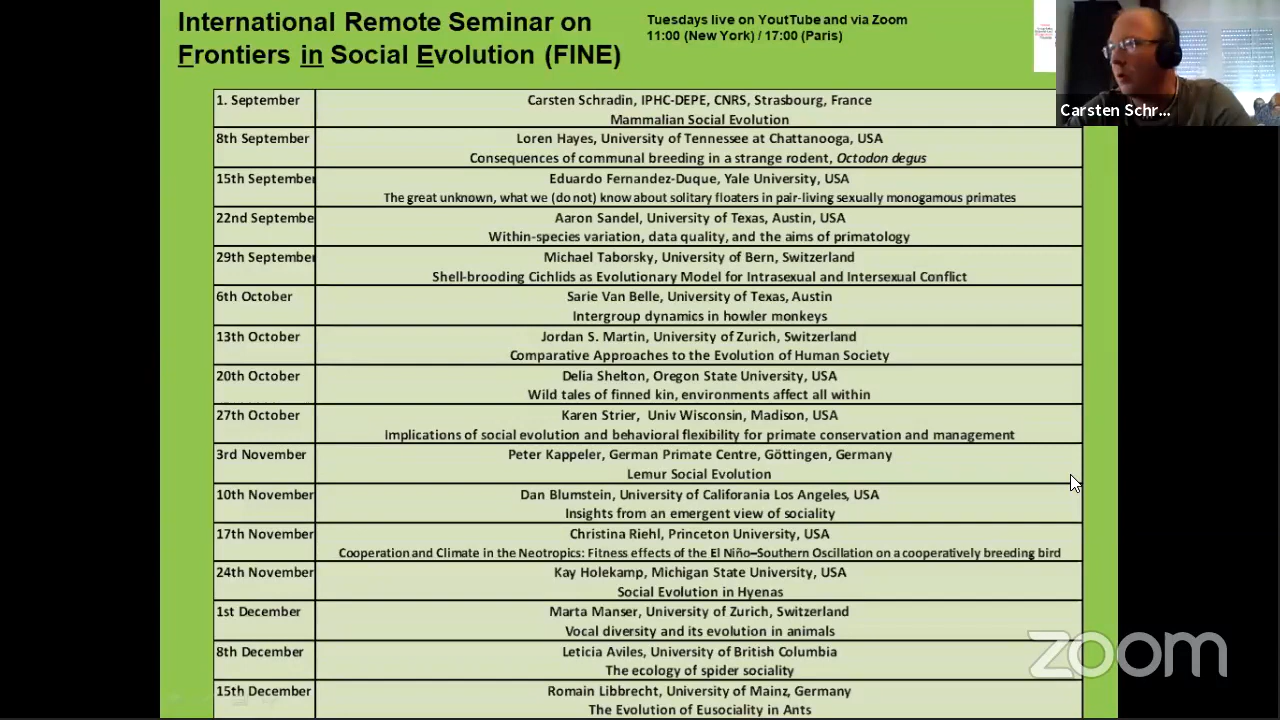 International Remote Seminar on
Frontiers in Social Evolution (FINE)
Tuesdays live on YoutTube and via Zoom
11:00 (New York) / 17:00 (Paris)
Carsten Schr...
1. September
Carsten Schradin, IPHC-DEPE, CNRS, Strasbourg, France
Mammalian Social Evolution
8th September
Loren Hayes, University of Tennessee at Chattanooga, USA
Consequences of communal breeding in a strange rodent, Octodon degus
15th September
Eduardo Fernandez-Duque, Yale University, USA
The great unknown, what we (do not) know about solitary floaters in pair-living sexually monogamous primates
22nd Septembe
Aaron Sandel, University of Texas, Austin, USA
Within-species variation, data quality, and the aims of primatology
29th September
Michael Taborsky, University of Bern, Switzerland
Shell-brooding Cichlids as Evolutionary Model for Intrasexual and Intersexual Conflict
6th October
Sarie Van Belle, University of Texas, Austin
Intergroup dynamics in howler monkeys
13th October
Jordan S. Martin, University of Zurich, Switzerland
Comparative Approaches to the Evolution of Human Society
20th October
Delia Shelton, Oregon State University, USA
Wild tales of finned kin, environments affect all within
27th October
Karen Strier, Univ Wisconsin, Madison, USA
Implications of social evolution and behavioral flexibility for primate conservation and management
3rd November
Peter Kappeler, German Primate Centre, Göttingen, Germany
Lemur Social Evolution
10th November
Dan Blumstein, University of Califorania Los Angeles, USA
Insights from an emergent view of sociality
17th November
Christina Riehl, Princeton University, USA
Cooperation and Climate in the Neotropics: Fitness effects of the El Niño–Southern Oscillation on a cooperatively breeding bird
24th November
Kay Holekamp, Michigan State University, USA
Social Evolution in Hyenas
1st December
Marta Manser, University of Zurich, Switzerland
Vocal diversity and its evolution in animals
8th December
Leticia Aviles, University of British Columbia
The ecology of spider sociality
15th December
Romain Libbrecht, University of Mainz, Germany
The Evolution of Eusociality in Ants
zoom